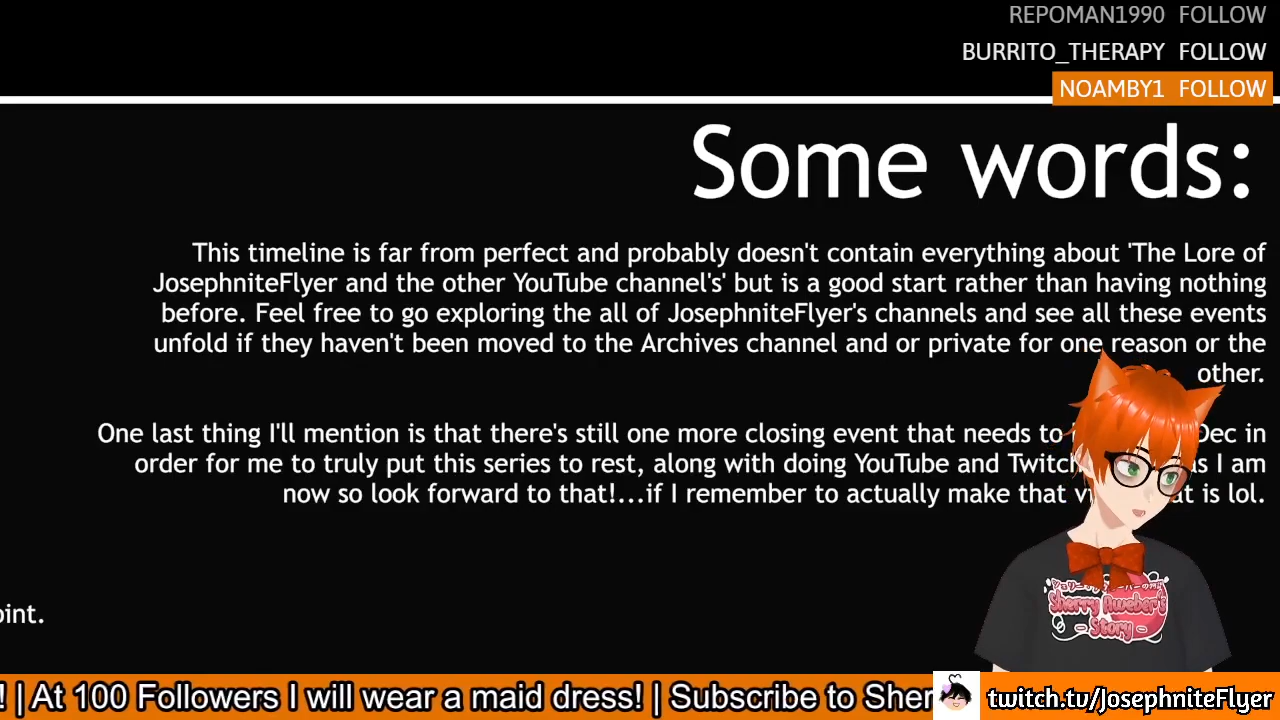 REPOMAN1990 FOLLOW
BURRITO_THERAPY FOLLOW
NOAMBY1 FOLLOW
Some words:
This timeline is far from perfect and probably doesn't contain everything about 'The Lore of
JosephniteFlyer and the other YouTube channel's' but is a good start rather than having nothing
before. Feel free to go exploring the all of JosephniteFlyer's channels and see all these events
unfold if they haven't been moved to the Archives channel and or private for one reason or the
other.
One last thing I'll mention is that there's still one more closing event that needs to Dec in
order for me to truly put this series to rest, along with doing YouTube and Twitch as I am
now so look forward to that!...if I remember to actually make that is lol.
oint.
Sherry Aweber's
Story
! | At 100 Followers I will wear a maid dress! | Subscribe to Sher
twitch.tv/JosephniteFlyer